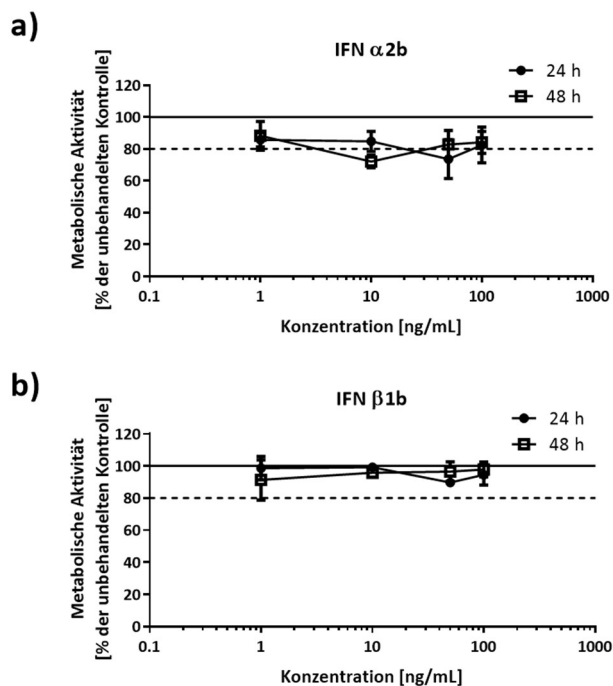 a)
IFN α2b
24 h
48 h
Metabolische Aktivität
[% der unbehandelten Kontrolle]
120
100
80
60
40
20
0
0.1
1
10
100
1000
Konzentration [ng/mL]
b)
IFN β1b
24 h
48 h
Metabolische Aktivität
[% der unbehandelten Kontrolle]
120
100
80
60
40
20
0
0.1
1
10
100
1000
Konzentration [ng/mL]